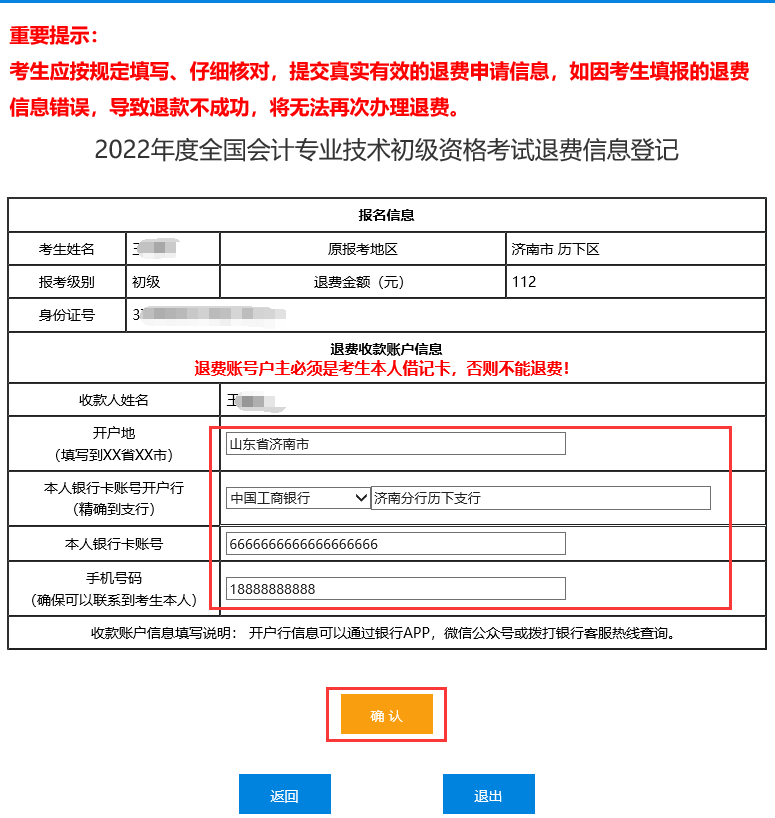 重要提示：
考生应按规定填写、仔细核对，提交真实有效的退费申请信息，如因考生填报的退费
信息错误，导致退款不成功，将无法再次办理退费。
2022年度全国会计专业技术初级资格考试退费信息登记
报名信息
考生姓名 王 原报考地区 济南市 历下区
报考级别 初级 退费金额（元） 112
身份证号 3
退费收款账户信息
退费账号户主必须是考生本人借记卡，否则不能退费！
收款人姓名 王
开户地
（填写到XX省XX市）
山东省济南市
本人银行卡账号开户行
（精确到支行）
中国工商银行 济南分行历下支行
本人银行卡账号 6666666666666666666
手机号码
（确保可以联系到考生本人）
18888888888
收款账户信息填写说明： 开户行信息可以通过银行APP，微信公众号或拨打银行客服热线查询。
确 认
返回 退出